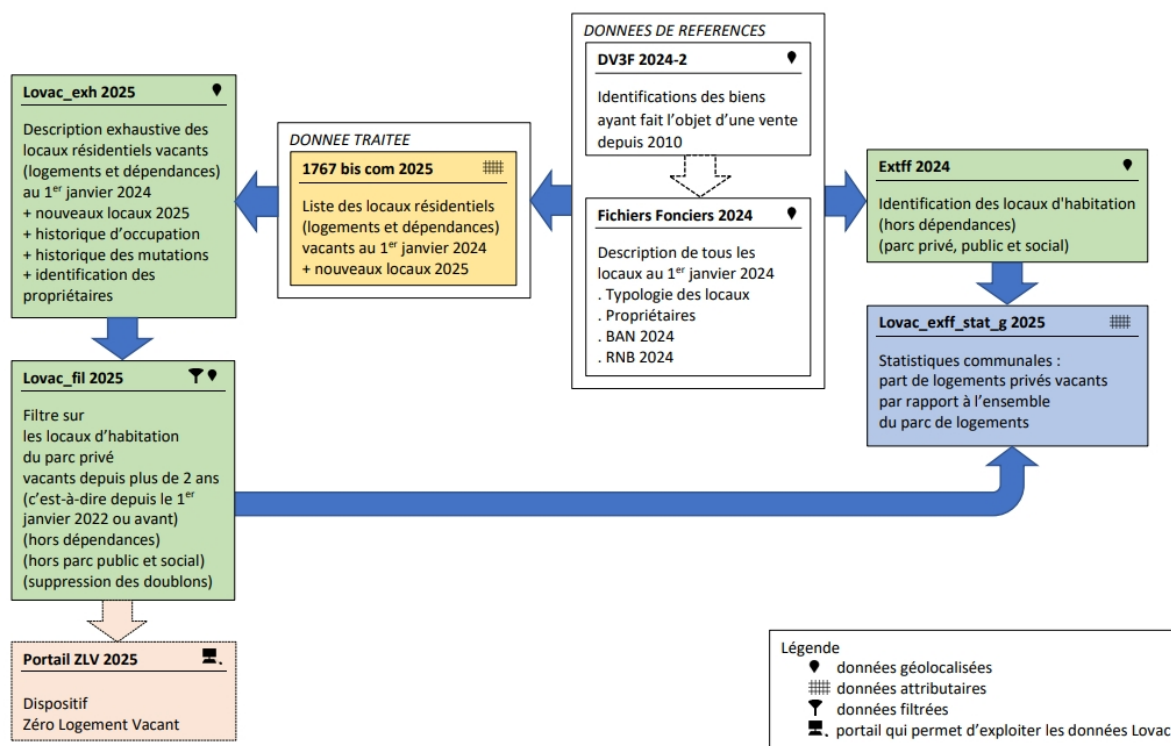 DONNEES DE REFERENCES
DV3F 2024-2
Identifications des biens
ayant fait l'objet d'une vente
depuis 2010
Fichiers Fonciers 2024
Description de tous les
locaux au 1er janvier 2024
. Typologie des locaux
. Propriétaires
. BAN 2024
. RNB 2024
DONNEE TRAITEE
1767 bis com 2025
Liste des locaux résidentiels
(logements et dépendances)
vacants au 1er janvier 2024
+ nouveaux locaux 2025
Lovac_exh 2025
Description exhaustive des
locaux résidentiels vacants
(logements et dépendances)
au 1er janvier 2024
+ nouveaux locaux 2025
+ historique d'occupation
+ historique des mutations
+ identification des
propriétaires
Lovac_fil 2025
Filtre sur
les locaux d'habitation
du parc privé
vacants depuis plus de 2 ans
(c'est-à-dire depuis le 1er
janvier 2022 ou avant)
(hors dépendances)
(hors parc public et social)
(suppression des doublons)
Portail ZLV 2025
Dispositif
Zéro Logement Vacant
Extff 2024
Identification des locaux d'habitation
(hors dépendances)
(parc privé, public et social)
Lovac_exff_stat_g 2025
Statistiques communales :
part de logements privés vacants
par rapport à l'ensemble
du parc de logements
Légende
données géolocalisées
données attributaires
données filtrées
portail qui permet d'exploiter les données Lovac